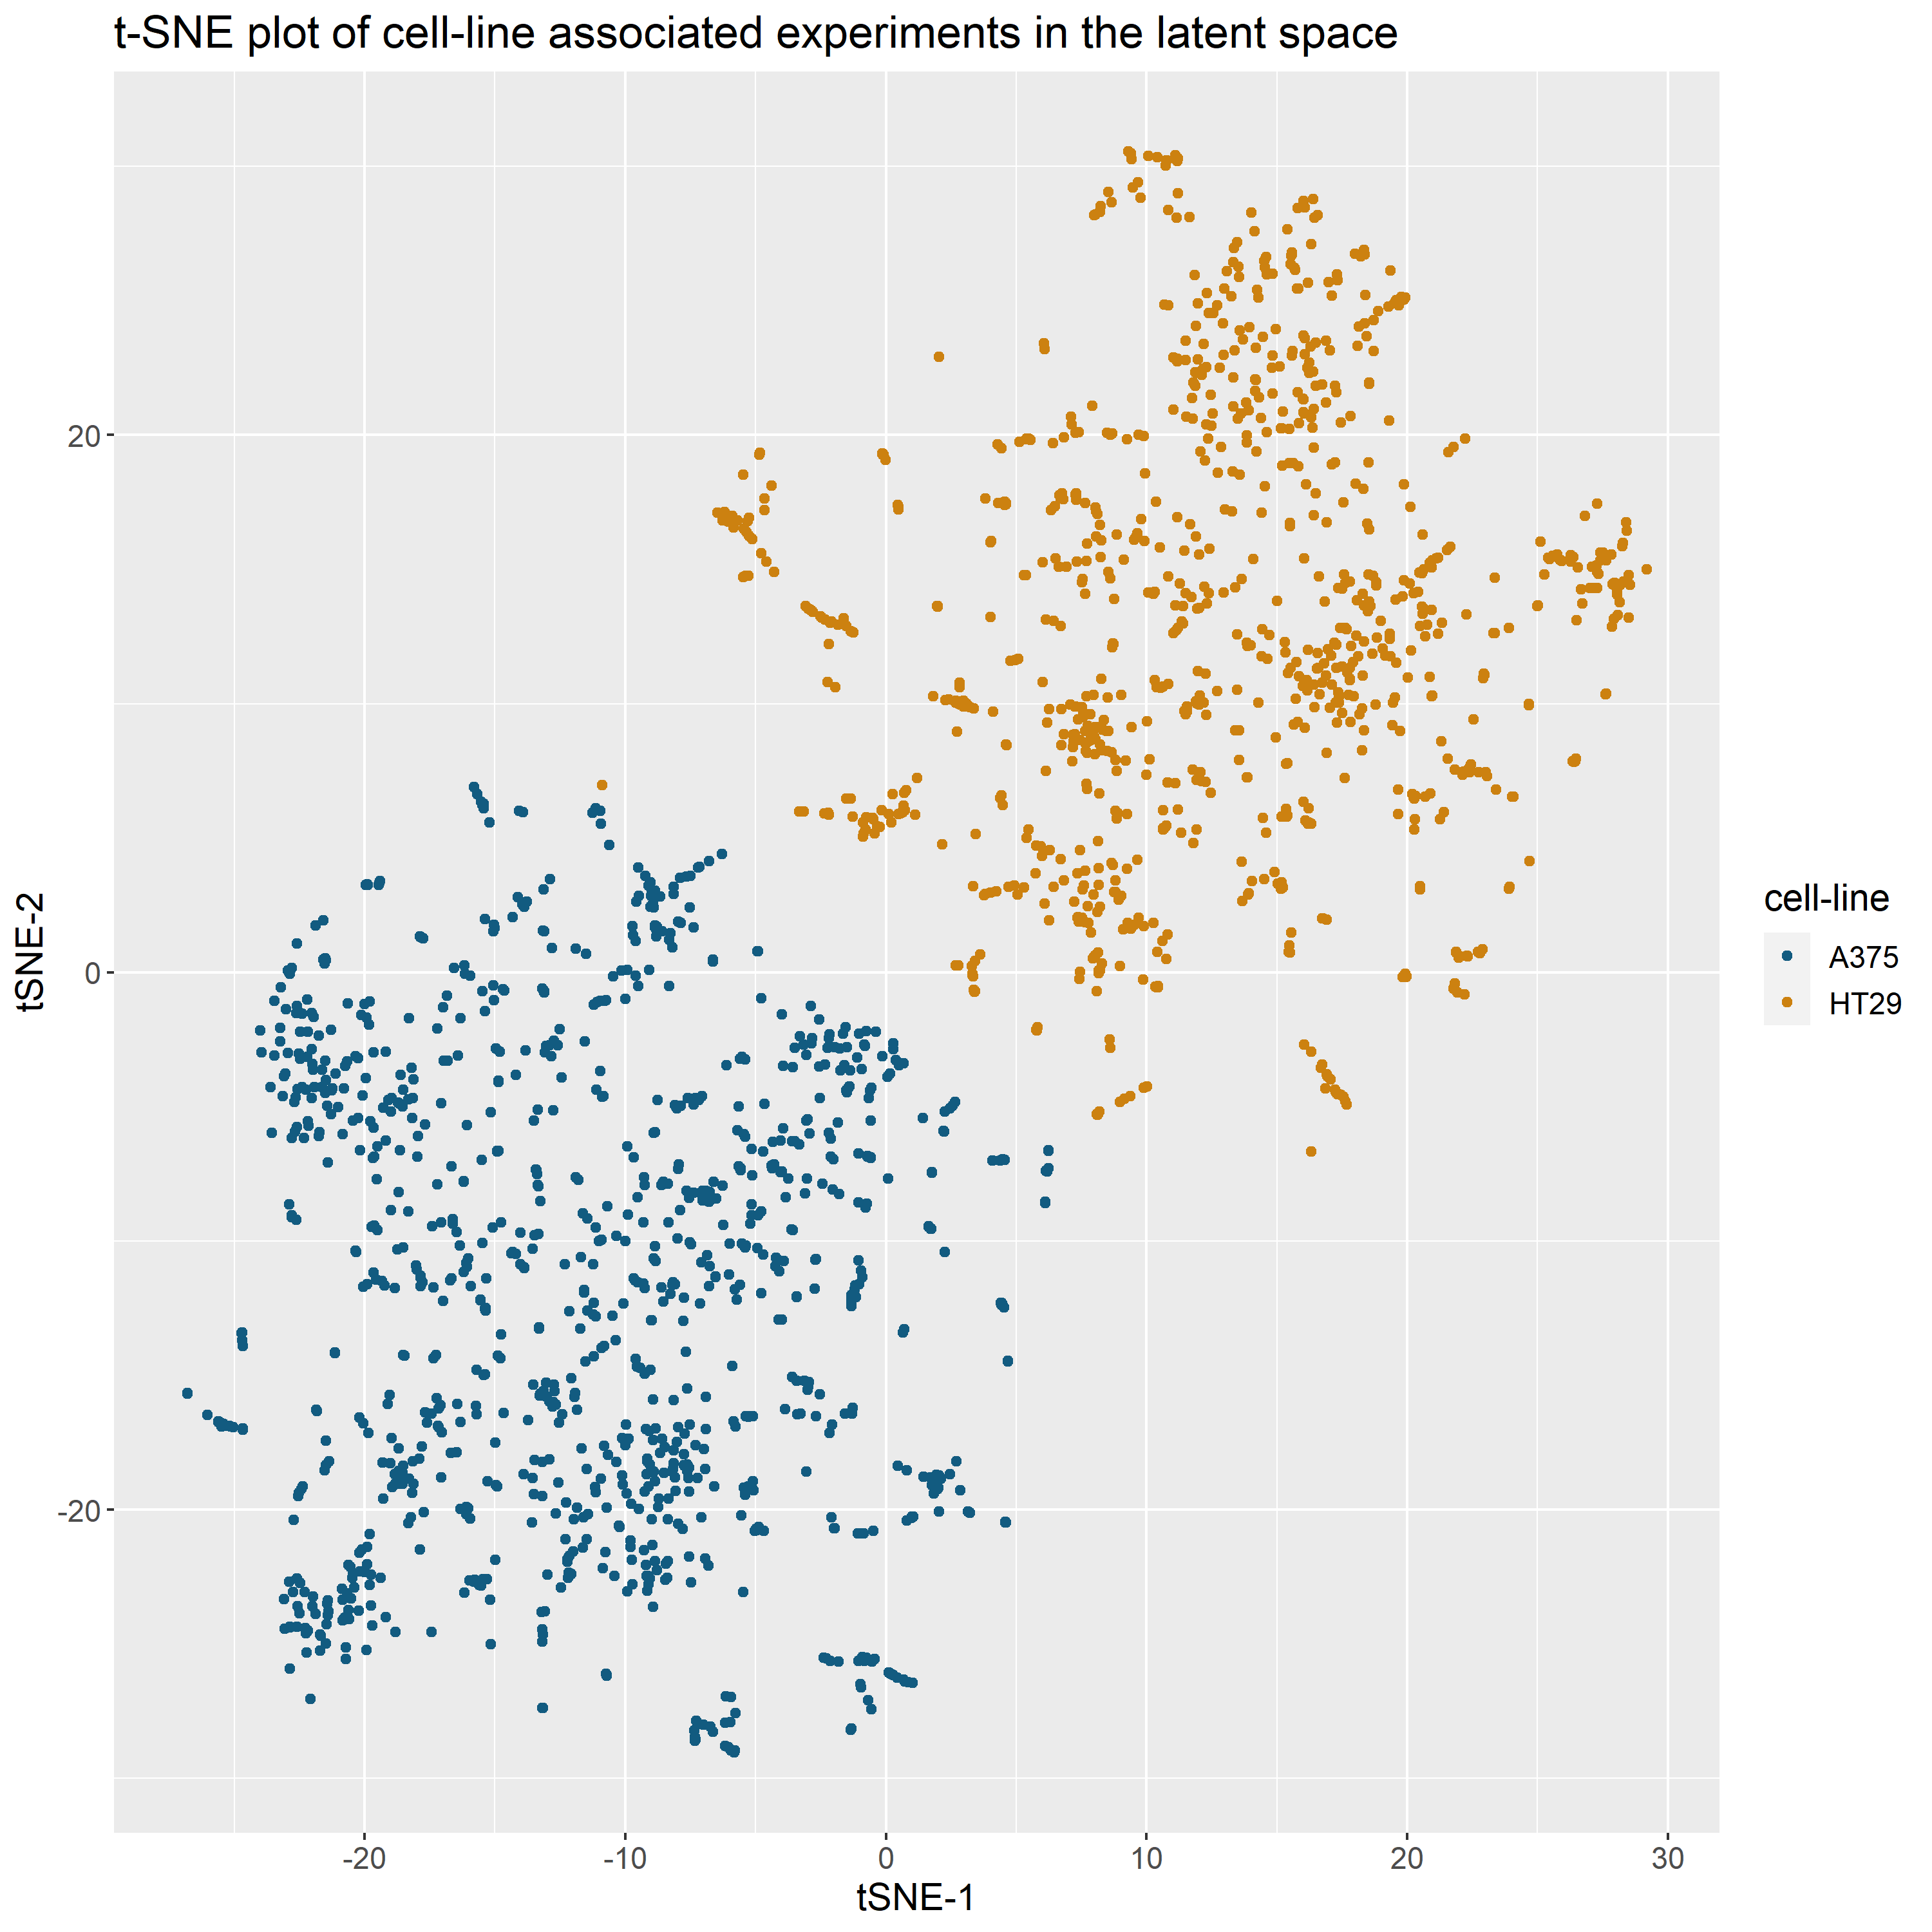 t-SNE plot of cell-line associated experiments in the latent space
tSNE-2
20
0
-20
-20
-10
0
10
20
30
tSNE-1
cell-line
A375
HT29